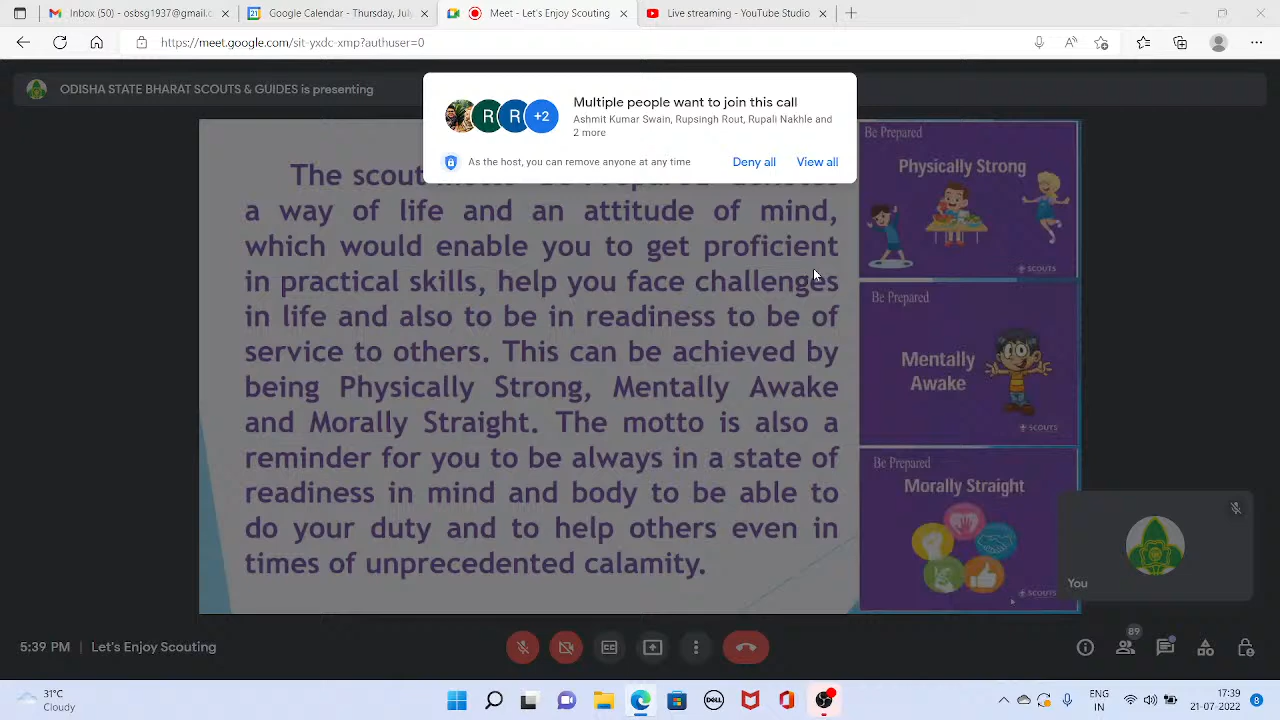 Inbox (50) - osbsg1937@gmail.c
Google Calendar - Thursday, July
Meet - Let's Enjoy Scouting
Live streaming - YouTube Studio
https://meet.google.com/sit-yxdc-xmp?authuser=0
ODISHA STATE BHARAT SCOUTS & GUIDES is presenting
R R +2
Multiple people want to join this call
Ashmit Kumar Swain, Rupsingh Rout, Rupali Nakhle and
2 more
As the host, you can remove anyone at any time
Deny all View all
The scout
a way of life and an attitude of mind,
which would enable you to get proficient
in practical skills, help you face challenges
in life and also to be in readiness to be of
service to others. This can be achieved by
being Physically Strong, Mentally Awake
and Morally Straight. The motto is also a
reminder for you to be always in a state of
readiness in mind and body to be able to
do your duty and to help others even in
times of unprecedented calamity.
Be Prepared
Physically Strong
SCOUTS
Be Prepared
Mentally
Awake
SCOUTS
Be Prepared
Morally Straight
SCOUTS
You
5:39 PM | Let's Enjoy Scouting
CC
89
31°C
Cloudy
DELL
ENG
IN
17:39
21-07-2022
8